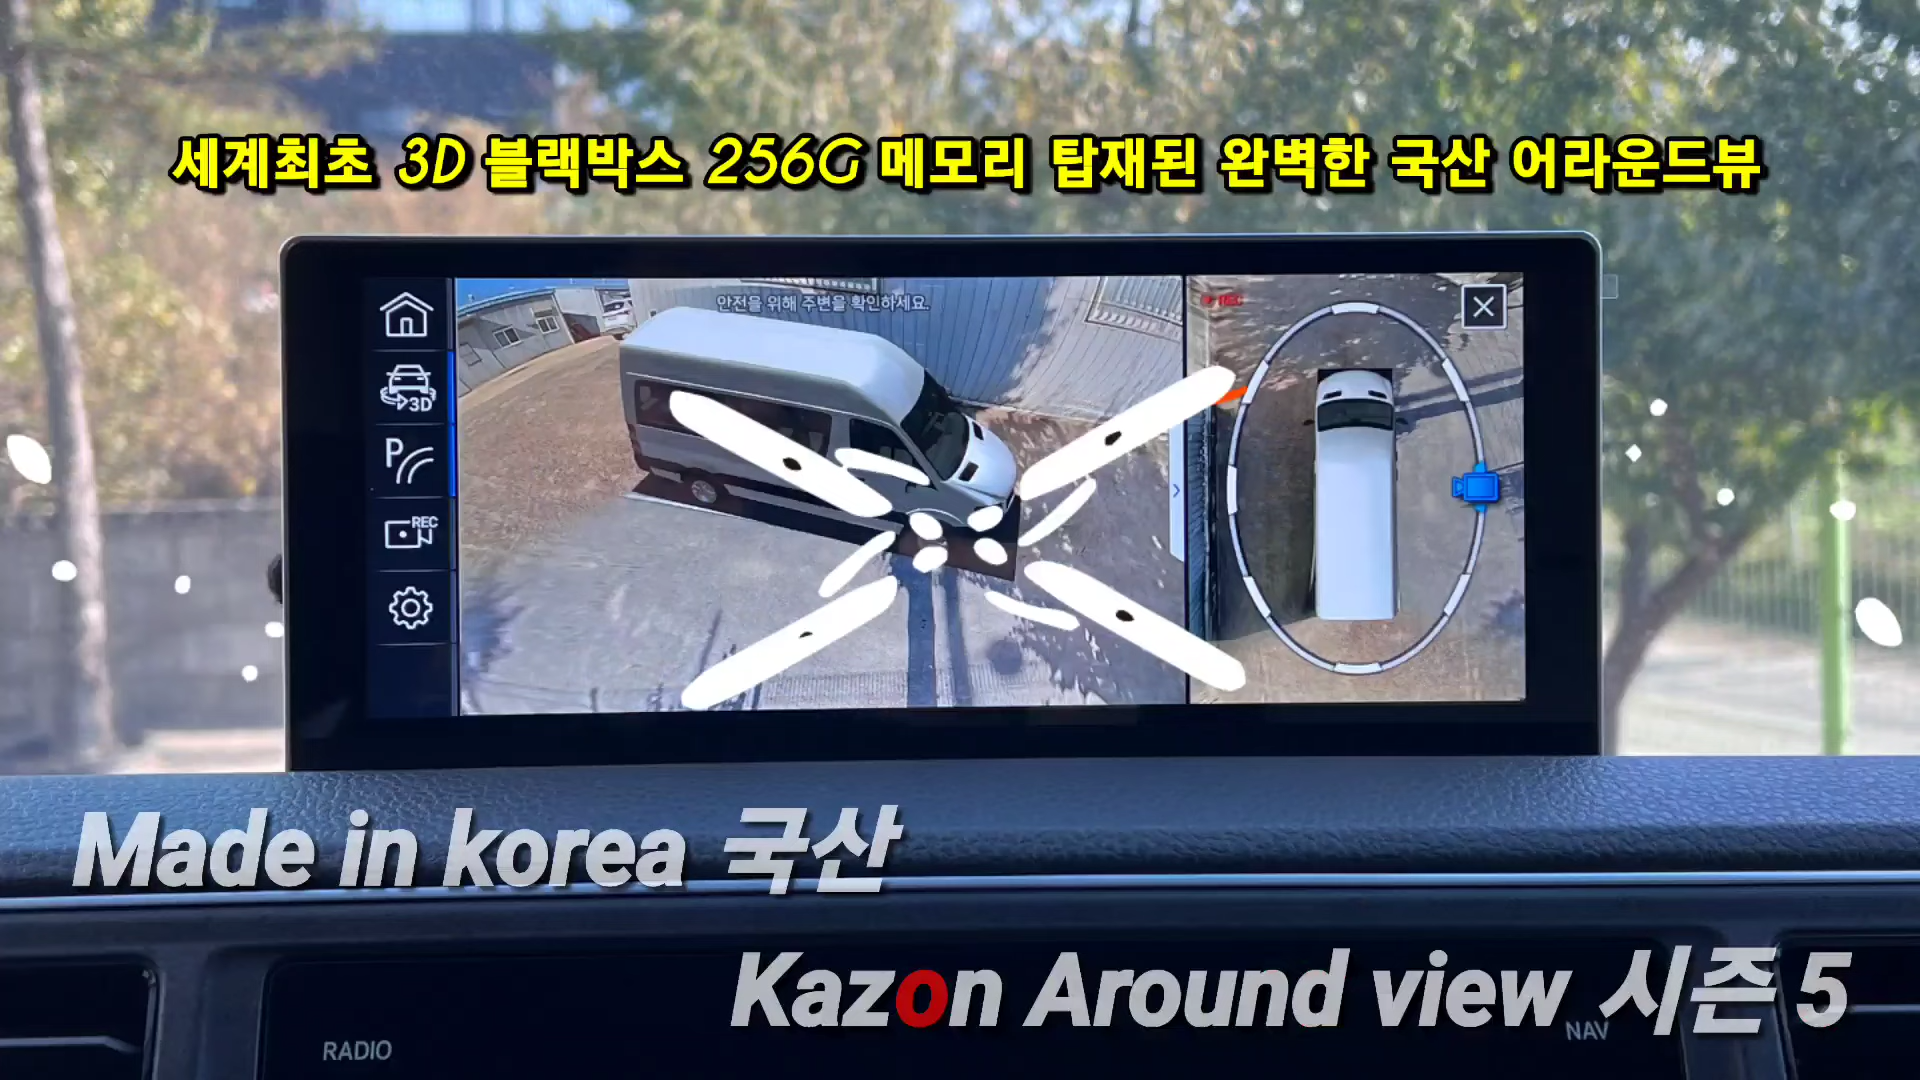 세계최초 3D 블랙박스 256G 메모리 탑재된 완벽한 국산 어라운드뷰
안전을 위해 주변을 확인하세요.
REC
3D
P
REC
Made in korea 국산
Kazon Around view 시즌 5
RADIO
NAV